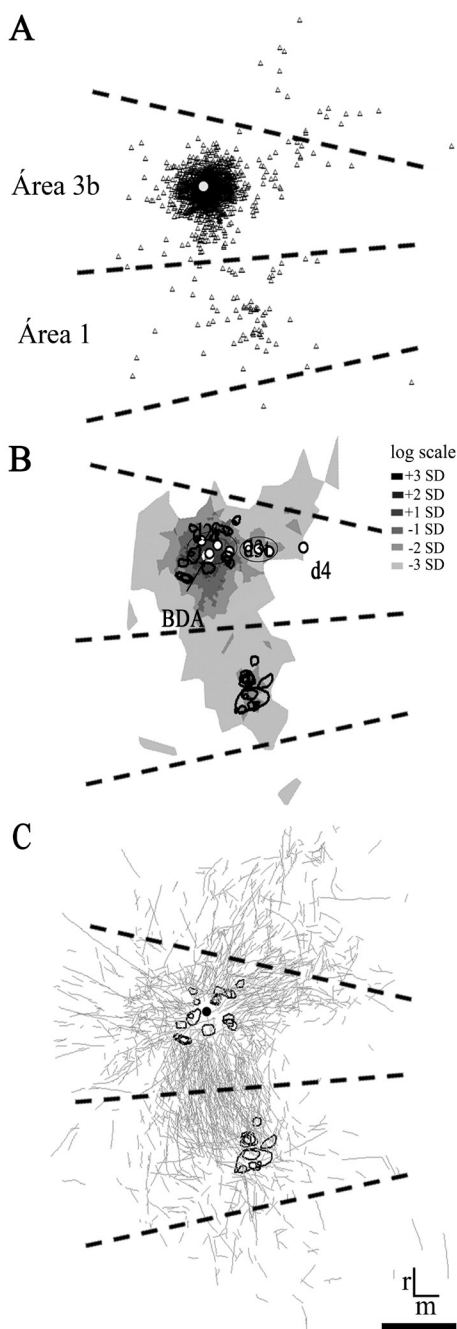 A
Área 3b
Área 1
B
log scale
+3 SD
+2 SD
+1 SD
-1 SD
-2 SD
-3 SD
d4
BDA
C
r
m